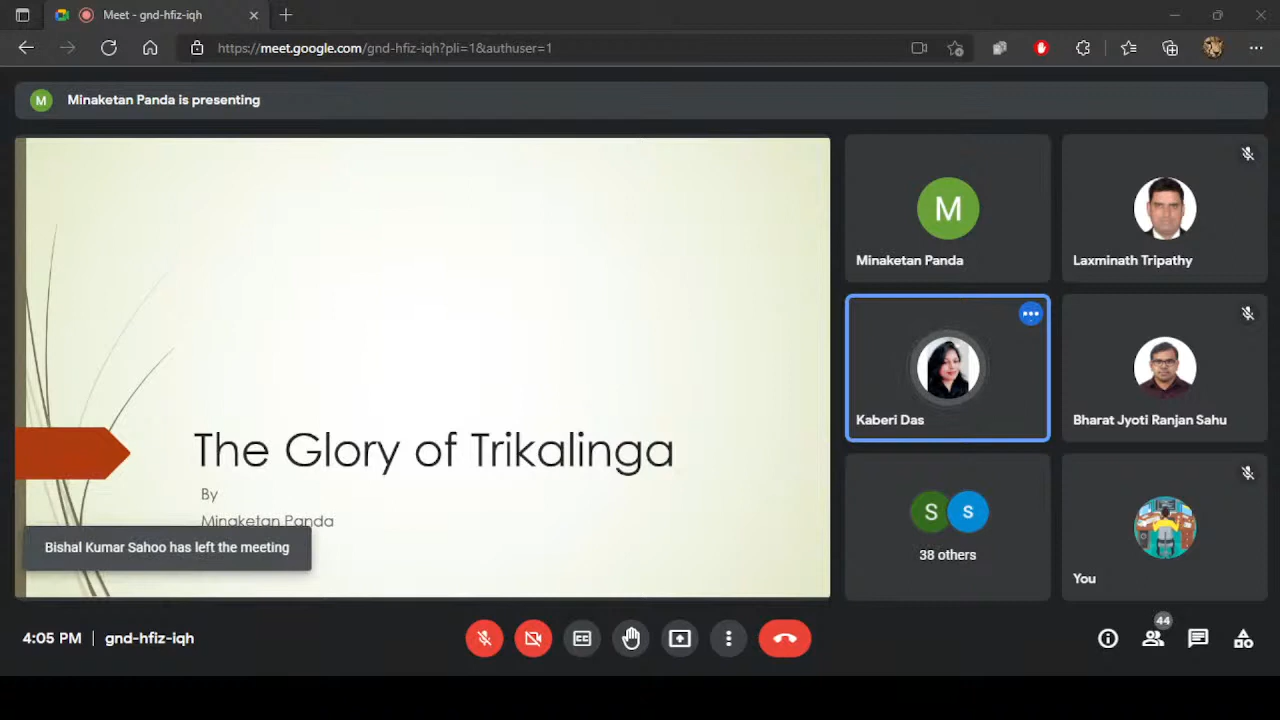 Meet - gnd-hfiz-iqh
https://meet.google.com/gnd-hfiz-iqh?pli=1&authuser=1
M
Minaketan Panda is presenting
The Glory of Trikalinga
By
Minaketan Panda
Bishal Kumar Sahoo has left the meeting
M
Minaketan Panda
Laxminath Tripathy
Kaberi Das
Bharat Jyoti Ranjan Sahu
S s
38 others
You
4:05 PM | gnd-hfiz-iqh
CC
44